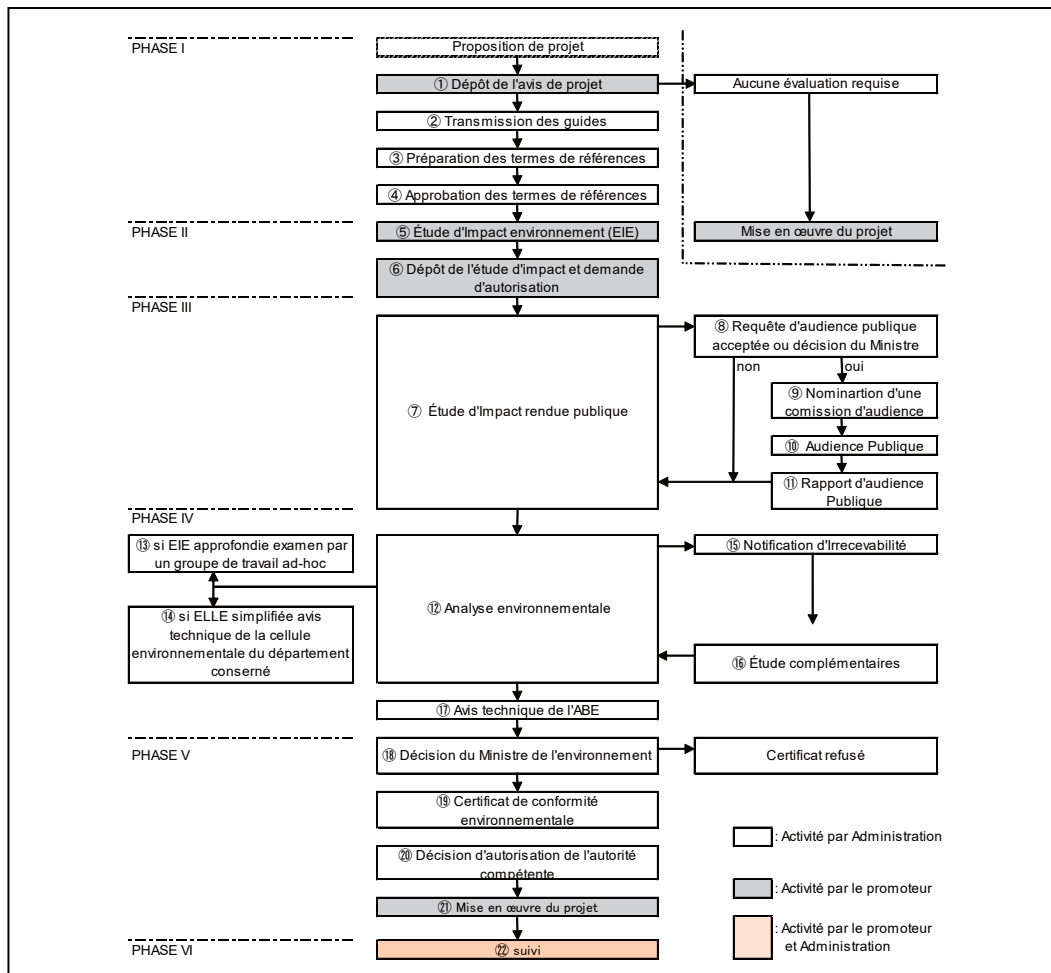 PHASE I
Proposition de projet
① Dépôt de l'avis de projet
Aucune évaluation requise
② Transmission des guides
③ Préparation des termes de références
④ Approbation des termes de références
PHASE II
⑤ Étude d'Impact environnement (EIE)
Mise en œuvre du projet
⑥ Dépôt de l'étude d'impact et demande
d'autorisation
PHASE III
⑦ Étude d'Impact rendue publique
⑧ Requête d'audience publique
acceptée ou décision du Ministre
non
oui
⑨ Nominartion d'une
comission d'audience
⑩ Audience Publique
⑪ Rapport d'audience
Publique
PHASE IV
⑬ si EIE approfondie examen par
un groupe de travail ad-hoc
⑭ si ELLE simplifiée avis
technique de la cellule
environnementale du département
conserné
⑫ Analyse environnementale
⑮ Notification d'Irrecevabilité
⑯ Étude complémentaires
⑰ Avis technique de l'ABE
PHASE V
⑱ Décision du Ministre de l'environnement
Certificat refusé
⑲ Certificat de conformité
environnementale
⑳ Décision d'autorisation de l'autorité
compétente
㉑ Mise en œuvre du projet
PHASE VI
㉒ suivi
: Activité par Administration
: Activité par le promoteur
: Activité par le promoteur
et Administration